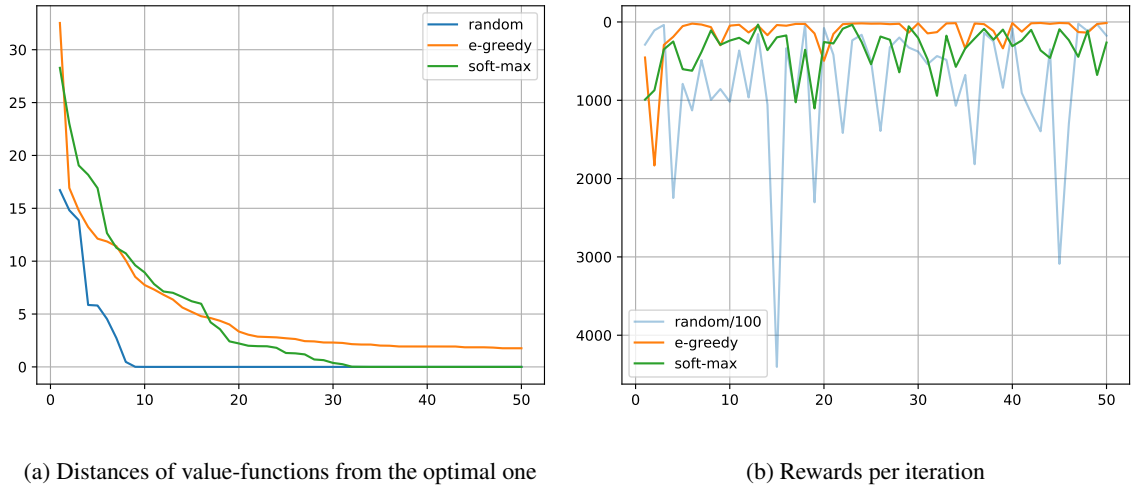 random
e-greedy
soft-max
30
25
20
15
10
5
0
0 10 20 30 40 50
0
1000
2000
3000
4000
random/100
e-greedy
soft-max
0 10 20 30 40 50
(a) Distances of value-functions from the optimal one
(b) Rewards per iteration